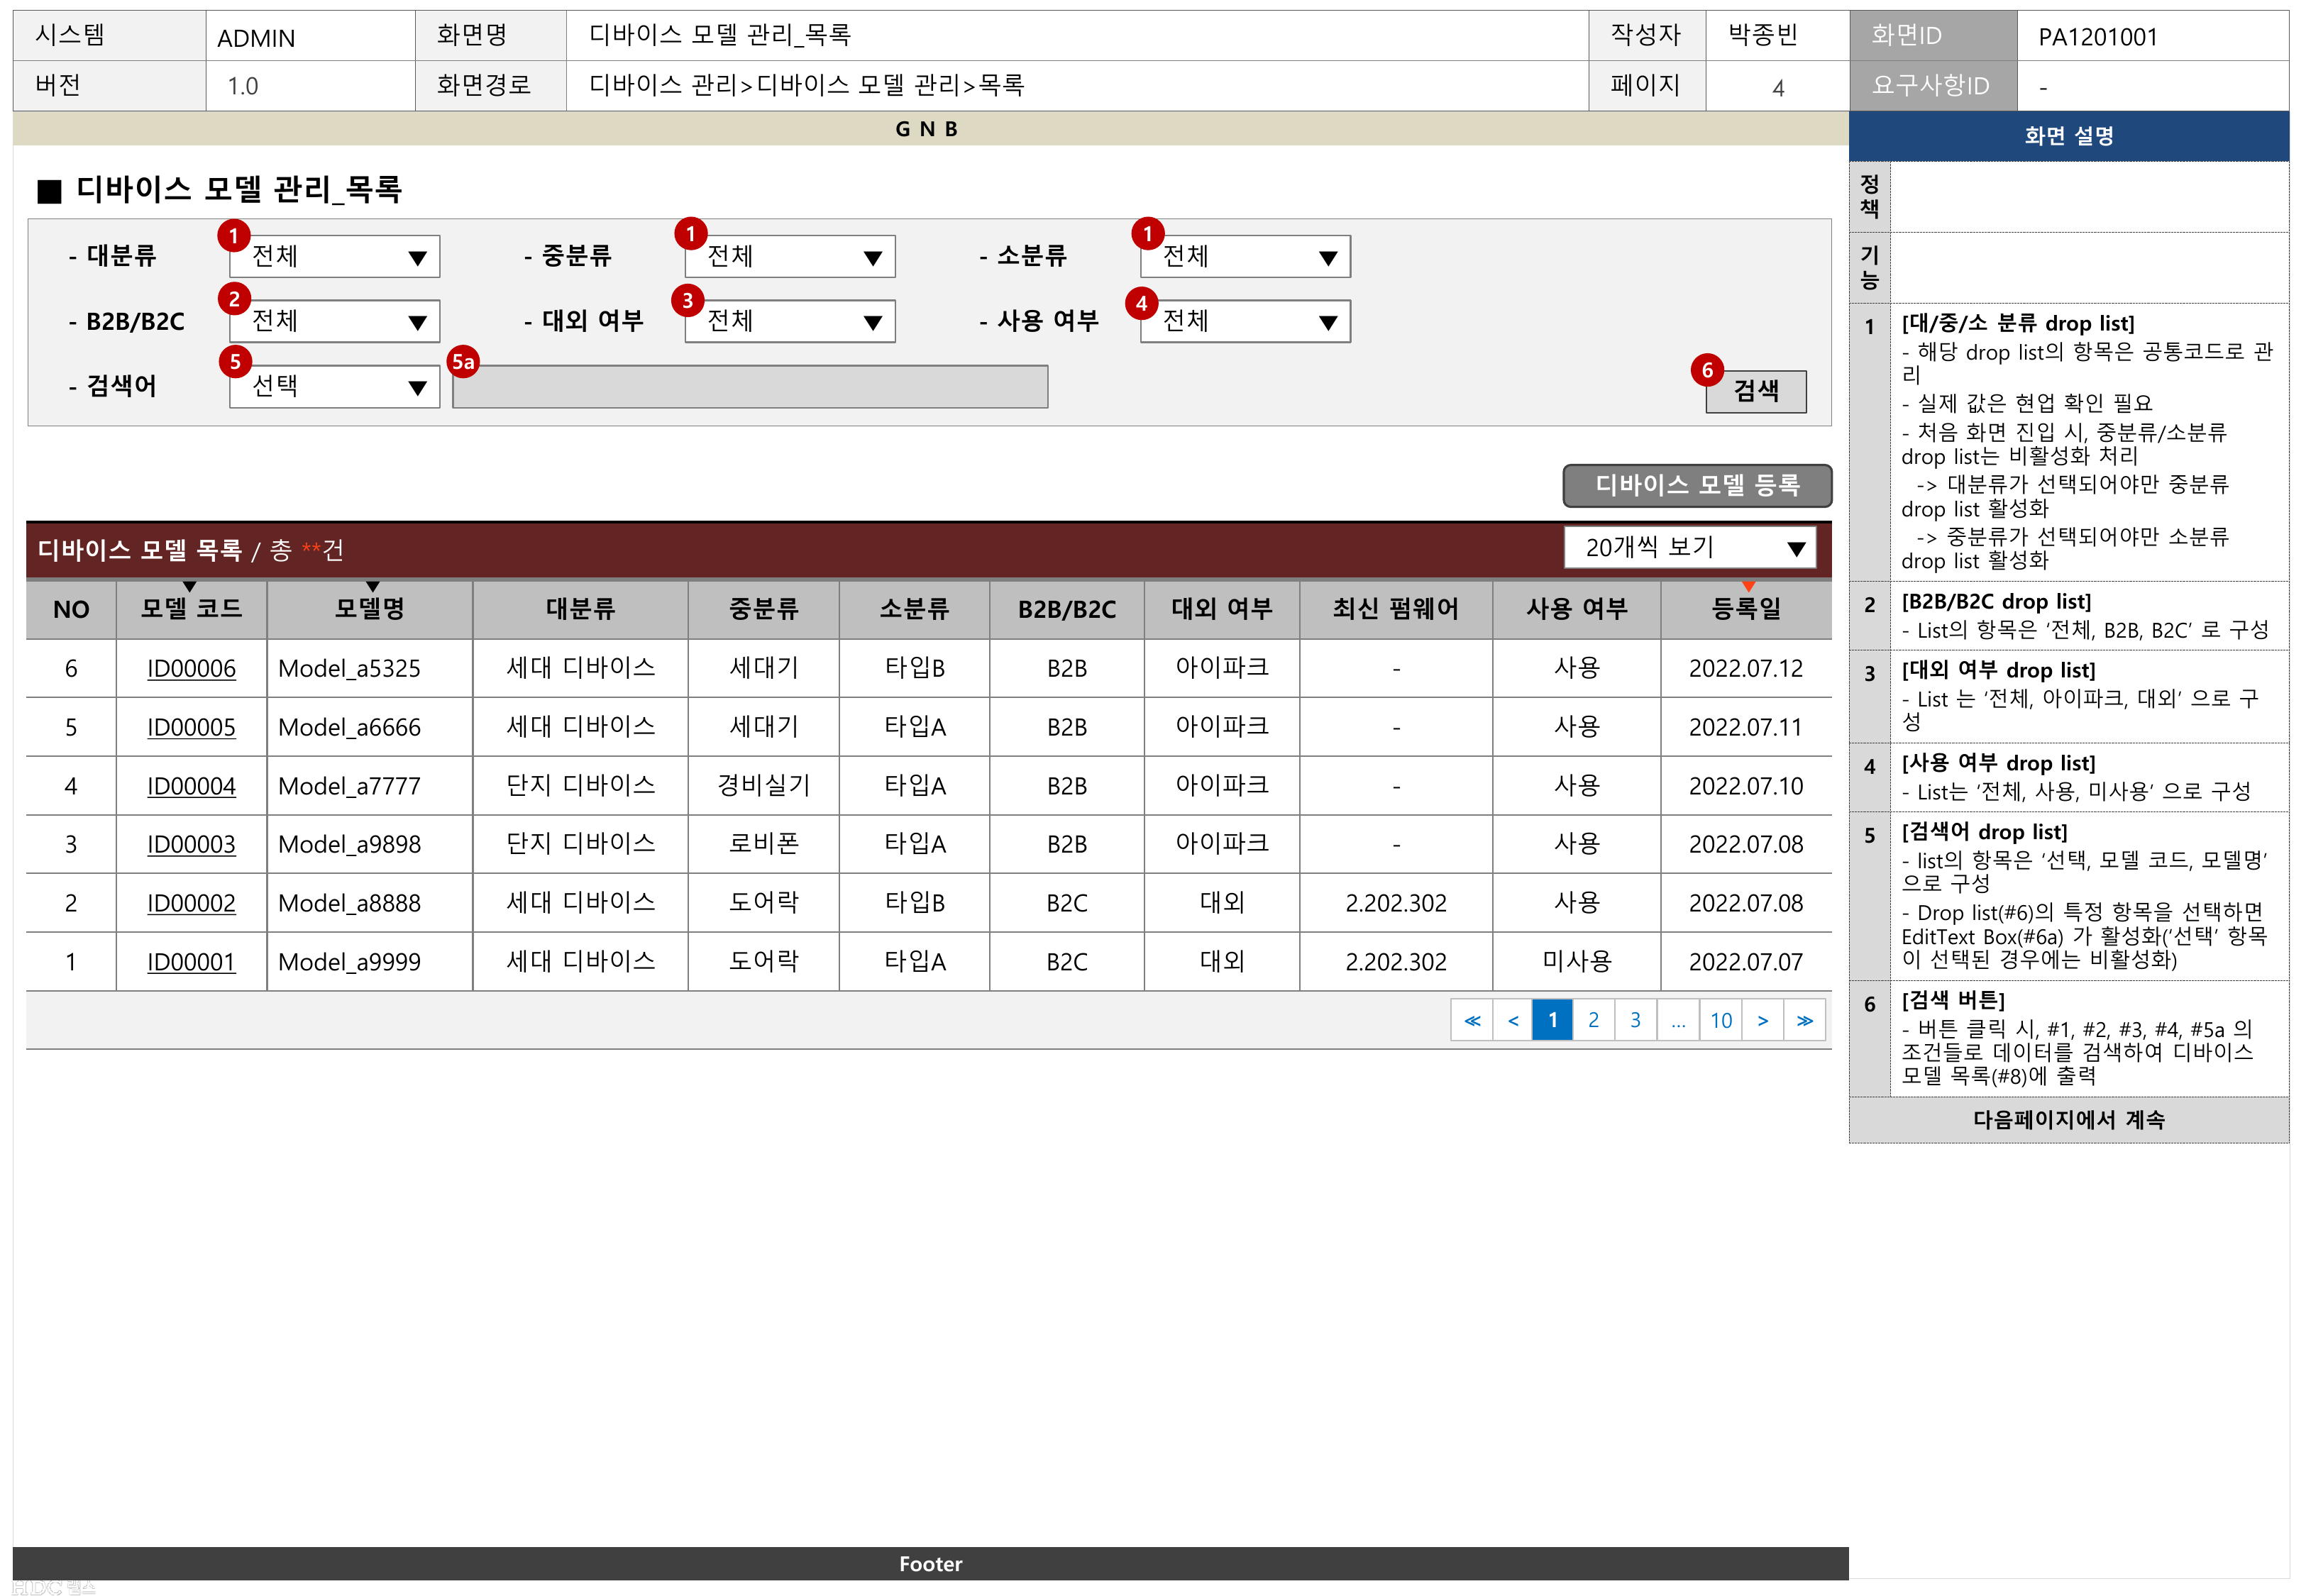 시스템 ADMIN 화면명 디바이스 모델 관리_목록 작성자 박종빈 화면ID PA1201001
버전 1.0 화면경로 디바이스 관리>디바이스 모델 관리>목록 페이지 4 요구사항ID -
G N B
■ 디바이스 모델 관리_목록
- 대분류 1 전체 ▼ - 중분류 1 전체 ▼ - 소분류 1 전체 ▼
- B2B/B2C 2 전체 ▼ - 대외 여부 3 전체 ▼ - 사용 여부 4 전체 ▼
- 검색어 5 선택 ▼ 5a 6 검색
디바이스 모델 등록
디바이스 모델 목록 / 총 **건 20개씩 보기 ▼
NO 모델 코드 모델명 대분류 중분류 소분류 B2B/B2C 대외 여부 최신 펌웨어 사용 여부 등록일
6 ID00006 Model_a5325 세대 디바이스 세대기 타입B B2B 아이파크 - 사용 2022.07.12
5 ID00005 Model_a6666 세대 디바이스 세대기 타입A B2B 아이파크 - 사용 2022.07.11
4 ID00004 Model_a7777 단지 디바이스 경비실기 타입A B2B 아이파크 - 사용 2022.07.10
3 ID00003 Model_a9898 단지 디바이스 로비폰 타입A B2B 아이파크 - 사용 2022.07.08
2 ID00002 Model_a8888 세대 디바이스 도어락 타입B B2C 대외 2.202.302 사용 2022.07.08
1 ID00001 Model_a9999 세대 디바이스 도어락 타입A B2C 대외 2.202.302 미사용 2022.07.07
≪ < 1 2 3 ... 10 > ≫
화면 설명
정책
기능
1 [대/중/소 분류 drop list]
- 해당 drop list의 항목은 공통코드로 관
리
- 실제 값은 현업 확인 필요
- 처음 화면 진입 시, 중분류/소분류
drop list는 비활성화 처리
-> 대분류가 선택되어야만 중분류
drop list 활성화
-> 중분류가 선택되어야만 소분류
drop list 활성화
2 [B2B/B2C drop list]
- List의 항목은 ‘전체, B2B, B2C’ 로 구성
3 [대외 여부 drop list]
- List 는 ‘전체, 아이파크, 대외’ 으로 구
성
4 [사용 여부 drop list]
- List는 ‘전체, 사용, 미사용’ 으로 구성
5 [검색어 drop list]
- list의 항목은 ‘선택, 모델 코드, 모델명’
으로 구성
- Drop list(#6)의 특정 항목을 선택하면
EditText Box(#6a) 가 활성화(‘선택’ 항목
이 선택된 경우에는 비활성화)
6 [검색 버튼]
- 버튼 클릭 시, #1, #2, #3, #4, #5a 의
조건들로 데이터를 검색하여 디바이스
모델 목록(#8)에 출력
다음페이지에서 계속
Footer
HDC 랩스